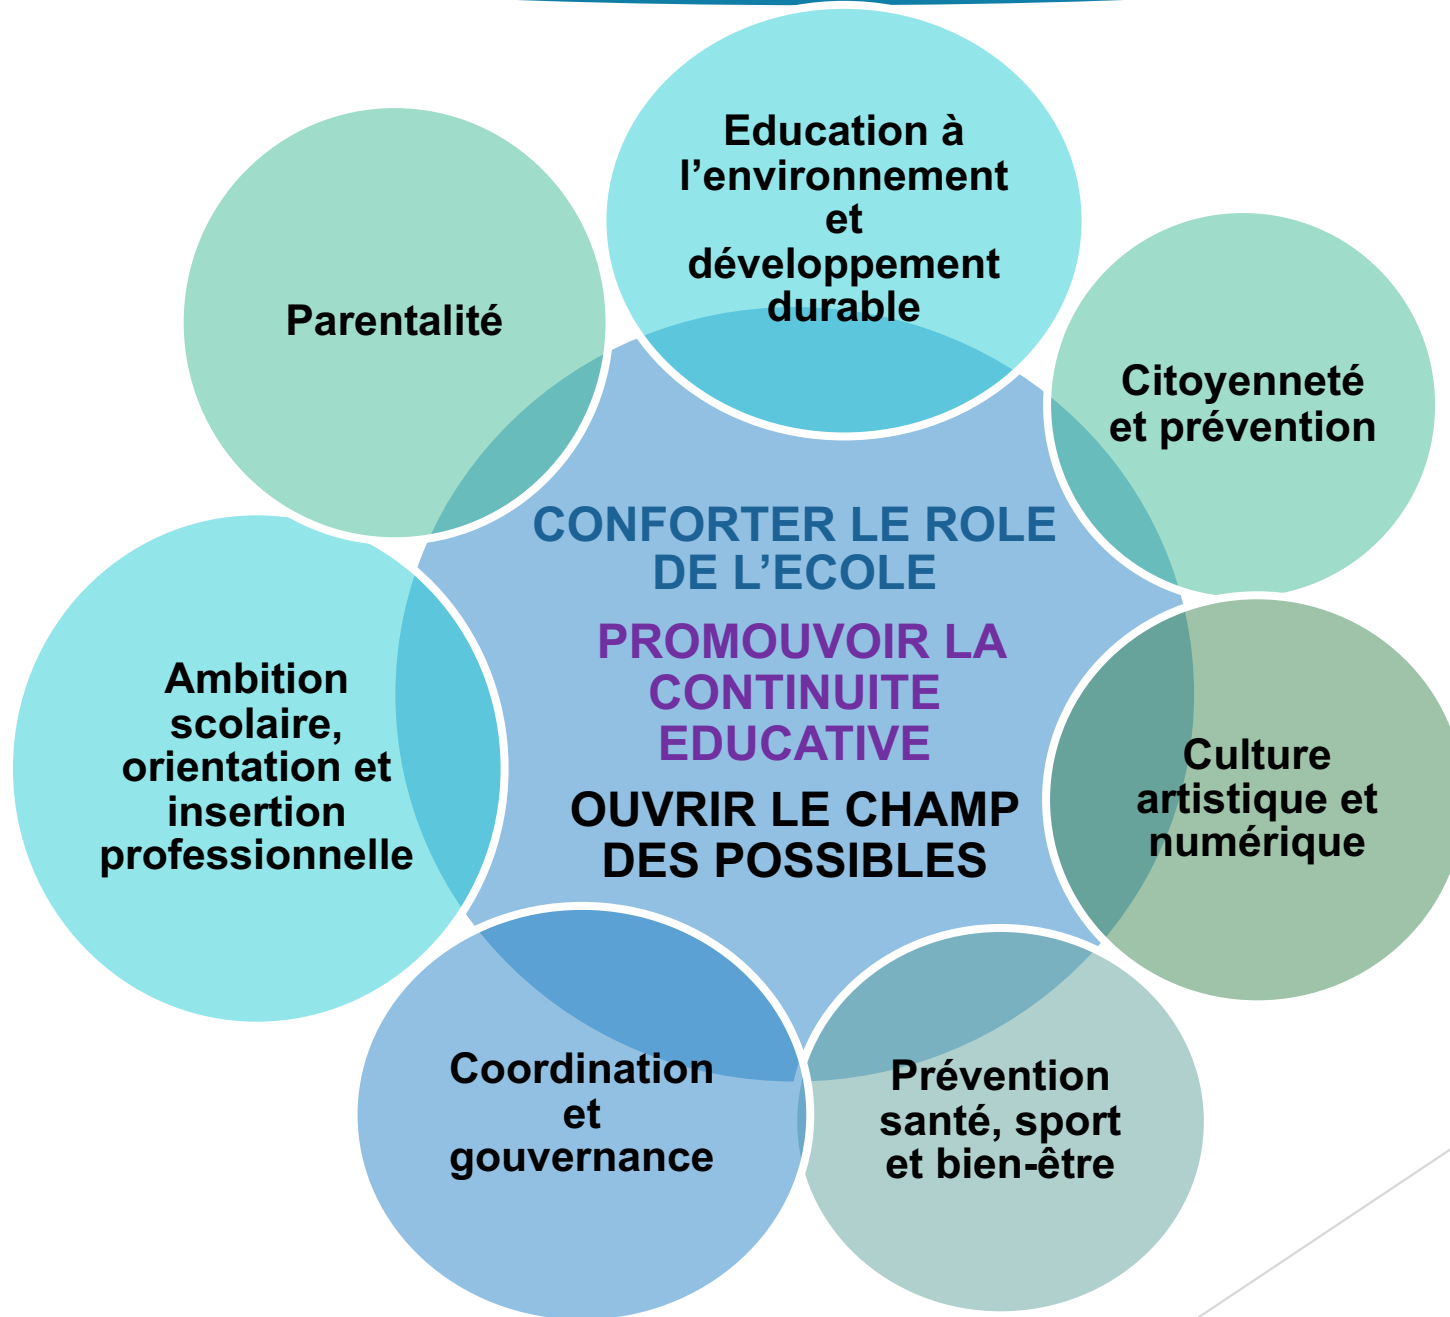 Education à
l’environnement
et
développement
durable
Parentalité
Citoyenneté
et prévention
CONFORTER LE ROLE
DE L’ECOLE
PROMOUVOIR LA
CONTINUITE
EDUCATIVE
OUVRIR LE CHAMP
DES POSSIBLES
Ambition
scolaire,
orientation et
insertion
professionnelle
Culture
artistique et
numérique
Coordination
et
gouvernance
Prévention
santé, sport
et bien-être